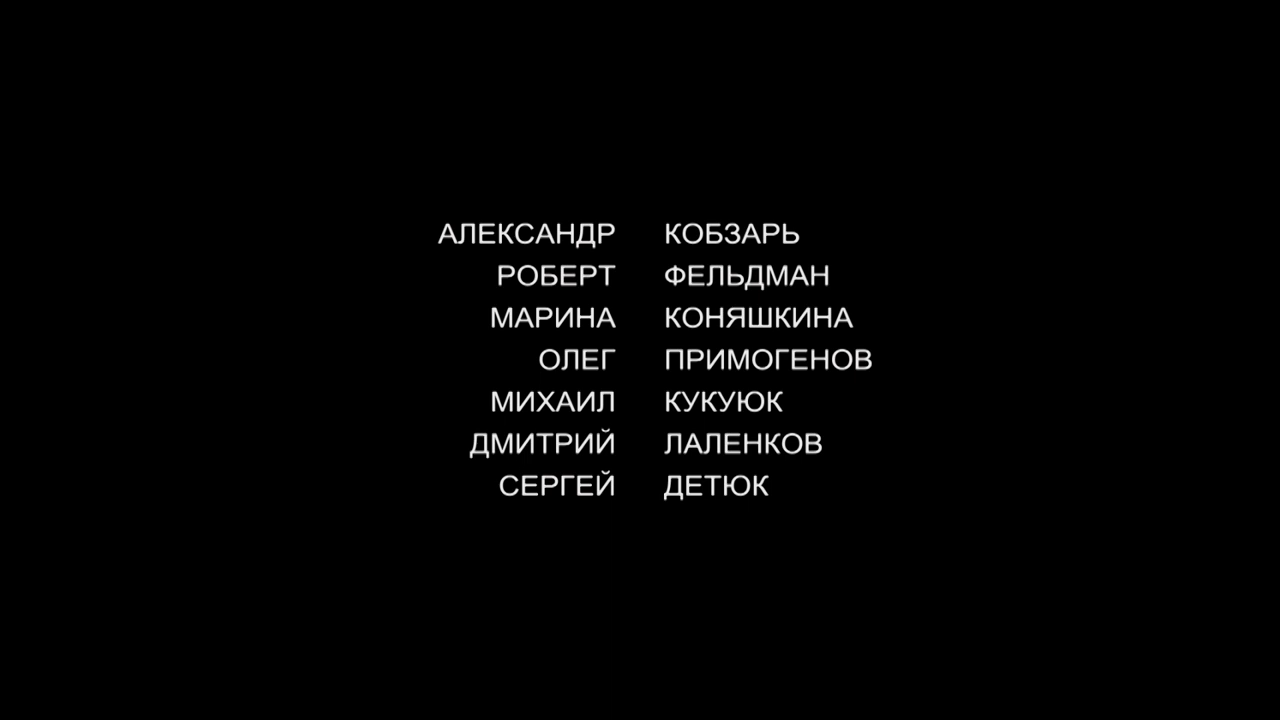 АЛЕКСАНДР КОБЗАРЬ
РОБЕРТ ФЕЛЬДМАН
МАРИНА КОНЯШКИНА
ОЛЕГ ПРИМОГЕНОВ
МИХАИЛ КУКУЮК
ДМИТРИЙ ЛАЛЕНКОВ
СЕРГЕЙ ДЕТЮК